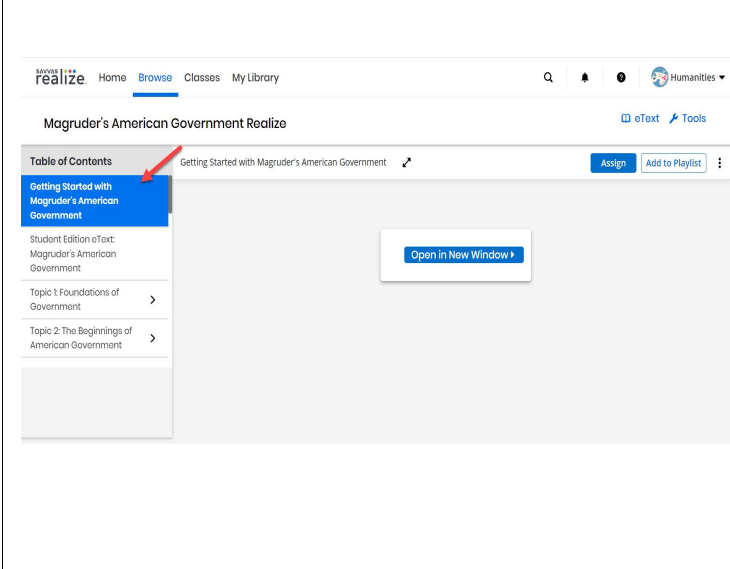 SAVVAS
realize. Home Browse Classes My Library Humanities
Magruder's American Government Realize eText Tools
Table of Contents
Getting Started with Magruder's American Government
Assign Add to Playlist
Getting Started with
Magruder's American
Government
Open in New Window
Student Edition eText:
Magruder's American
Government
Topic 1: Foundations of
Government
Topic 2: The Beginnings of
American Government